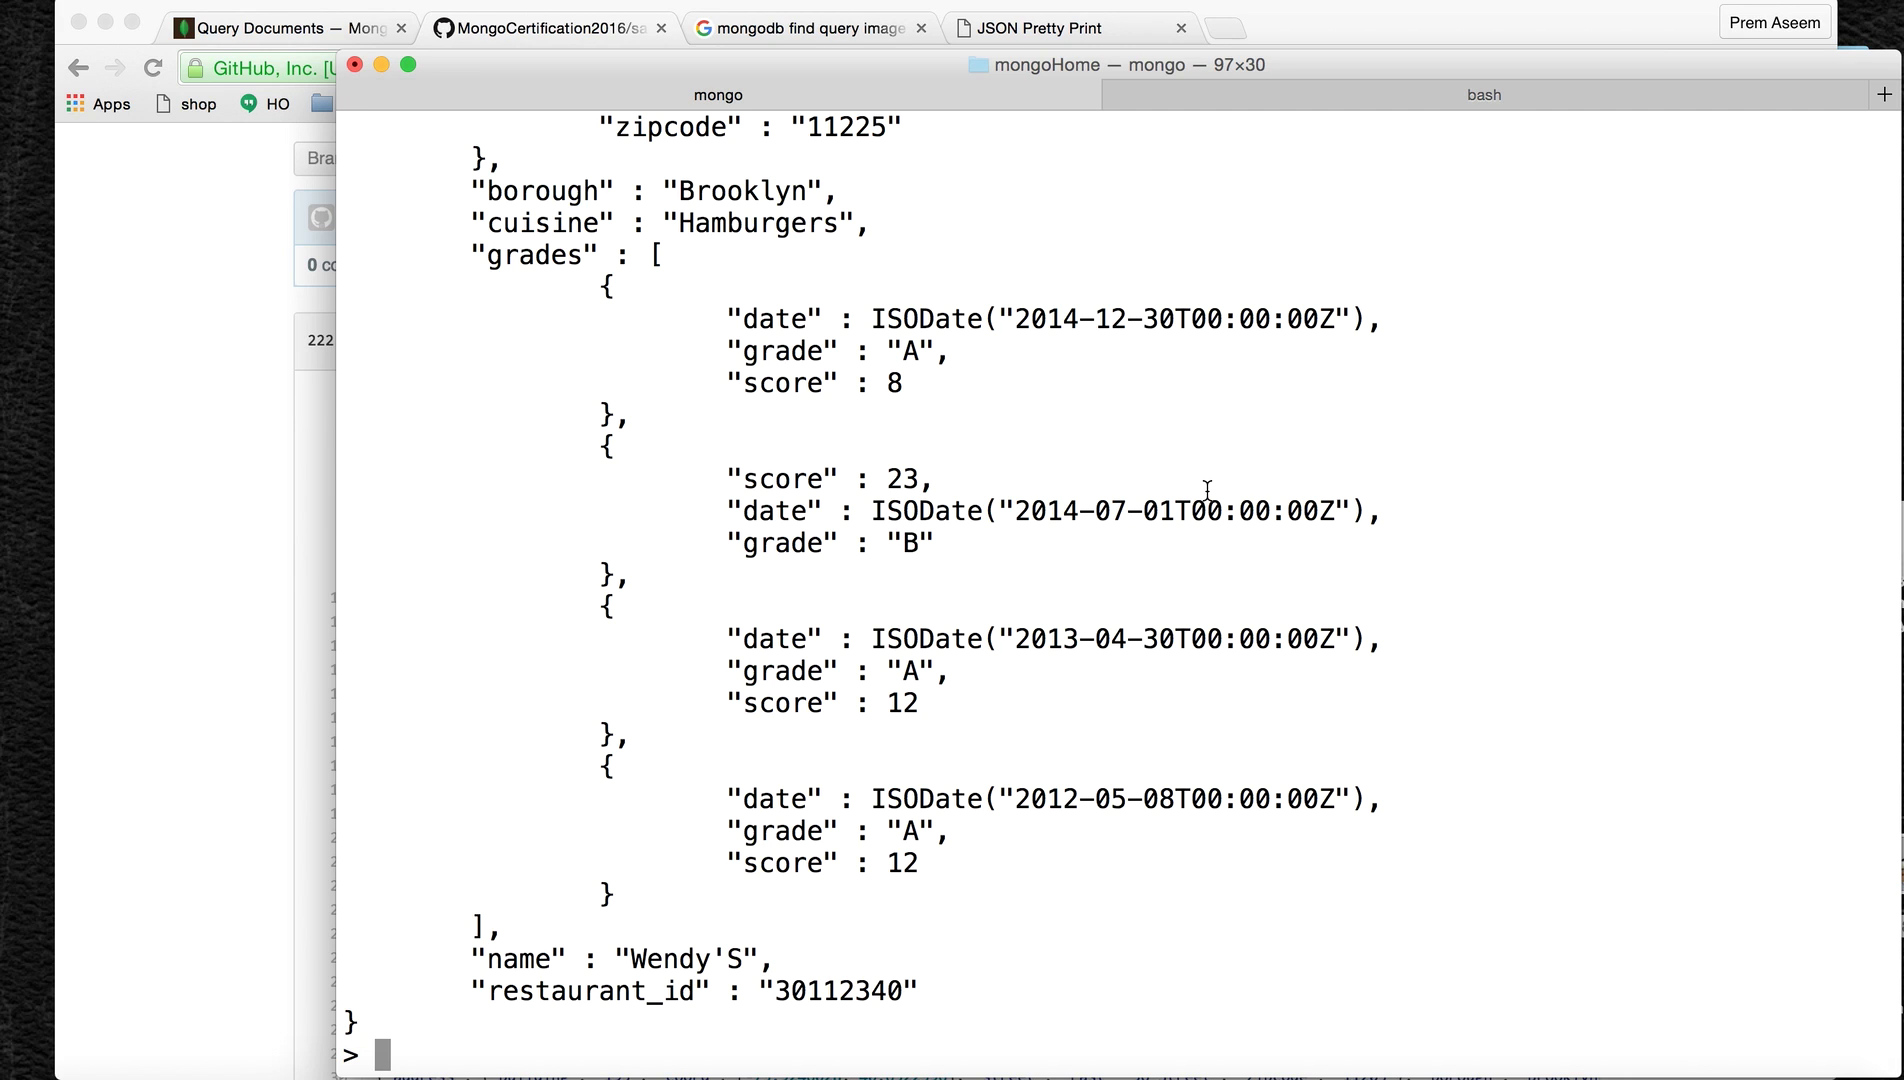 Query Documents — Mong
MongoCertification2016/sa
mongodb find query image
JSON Pretty Print
Prem Aseem
GitHub, Inc. [U
mongoHome — mongo — 97×30
Apps
shop
HO
mongo
bash
+
Bra
0 co
222
"zipcode" : "11225"
},
"borough" : "Brooklyn",
"cuisine" : "Hamburgers",
"grades" : [
{
"date" : ISODate("2014-12-30T00:00:00Z"),
"grade" : "A",
"score" : 8
},
{
"score" : 23,
"date" : ISODate("2014-07-01T00:00:00Z"),
"grade" : "B"
},
{
"date" : ISODate("2013-04-30T00:00:00Z"),
"grade" : "A",
"score" : 12
},
{
"date" : ISODate("2012-05-08T00:00:00Z"),
"grade" : "A",
"score" : 12
}
],
"name" : "Wendy'S",
"restaurant_id" : "30112340"
}
>